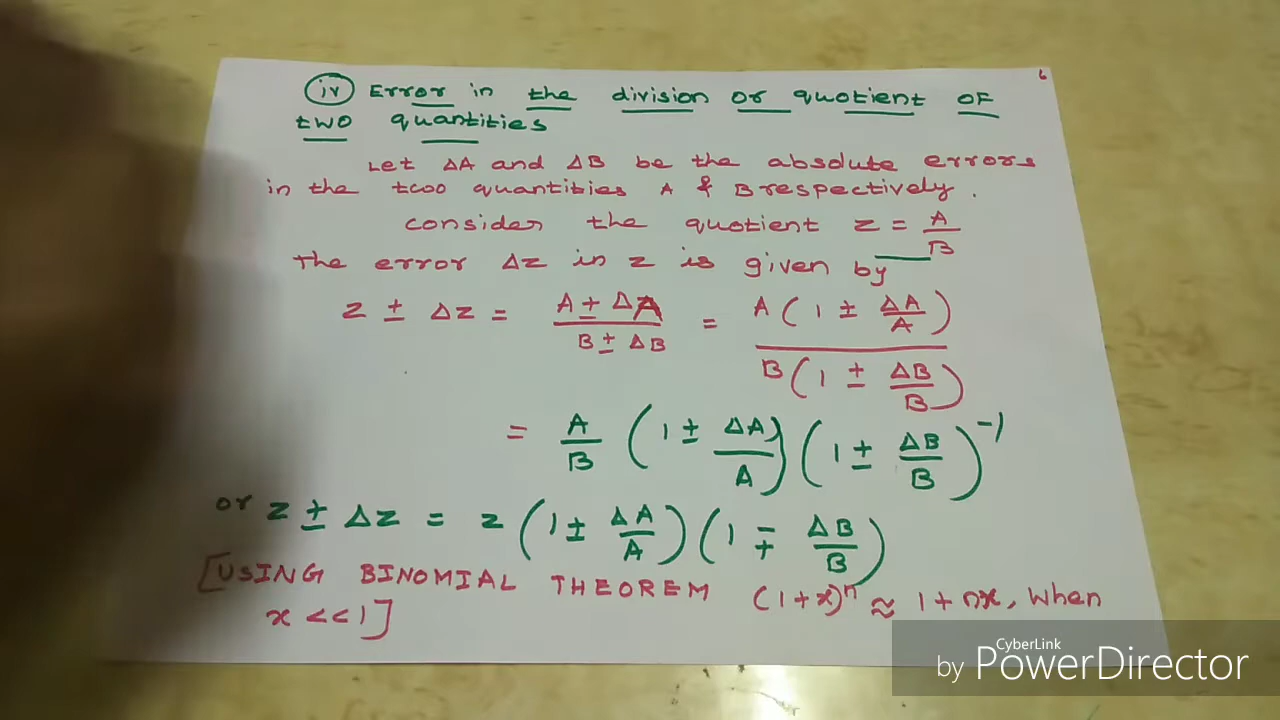 6
(iv) Error in the division or quotient of
two quantities
Let ΔA and ΔB be the absolute errors
in the two quantities A & B respectively.
consider the quotient z = A/B
The error Δz in z is given by
z ± Δz = (A ± ΔA)/(B ± ΔB) = A(1 ± ΔA/A)/B(1 ± ΔB/B)
= A/B (1 ± ΔA/A)(1 ± ΔB/B)⁻¹
or z ± Δz = z(1 ± ΔA/A)(1 ∓ ΔB/B)
[USING BINOMIAL THEOREM (1+x)ⁿ ≈ 1 + nx, when
x << 1]
CyberLink
by PowerDirector